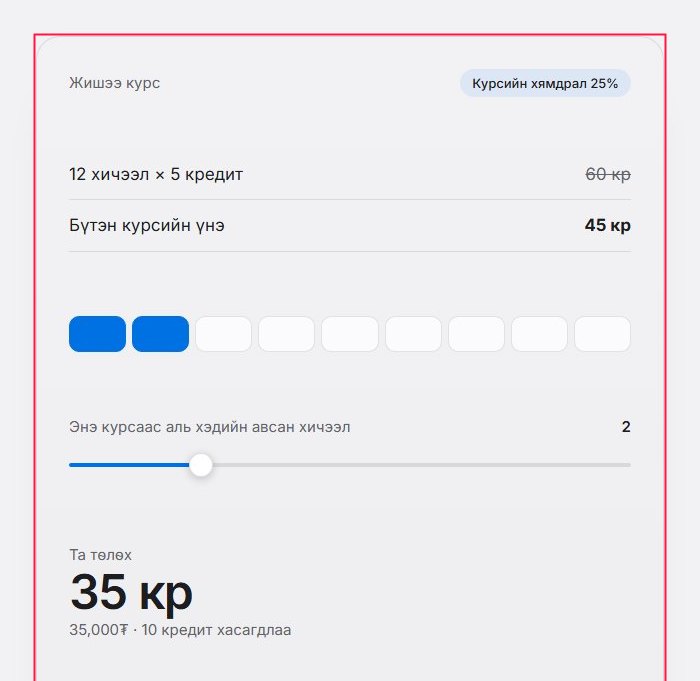 Жишээ курс
Курсийн хямдрал 25%
12 хичээл × 5 кредит
60 кр
Бүтэн курсийн үнэ
45 кр
Энэ курсаас аль хэдийн авсан хичээл
2
Та төлөх
35 кр
35,000₮ · 10 кредит хасагдлаа